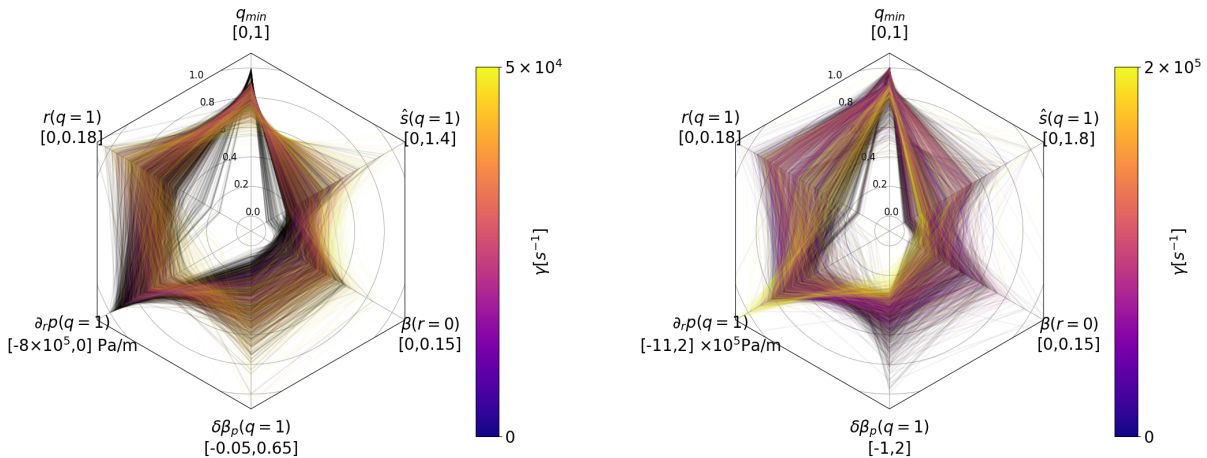 q_min
[0,1]
1.0
0.8
0.4
0.2
0.0
r(q = 1)
[0,0.18]
ŝ(q = 1)
[0,1.4]
∂_r p(q = 1)
[-8×10^5,0] Pa/m
β(r = 0)
[0,0.15]
δβ_p(q = 1)
[-0.05,0.65]
5 × 10^4
γ[s^{-1}]
0
q_min
[0,1]
1.0
0.8
0.4
0.2
0.0
r(q = 1)
[0,0.18]
ŝ(q = 1)
[0,1.8]
∂_r p(q = 1)
[-11,2] ×10^5Pa/m
β(r = 0)
[0,0.15]
δβ_p(q = 1)
[-1,2]
2 × 10^5
γ[s^{-1}]
0